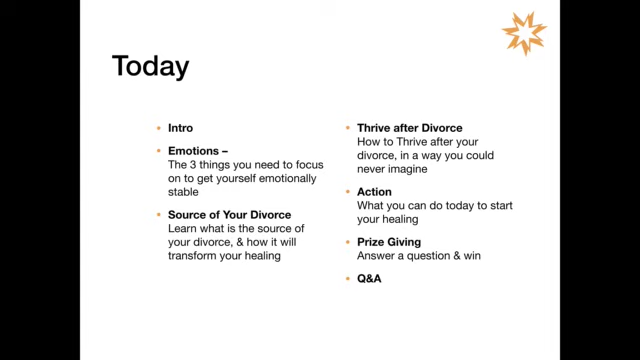 Today
Intro
Emotions –
The 3 things you need to focus
on to get yourself emotionally
stable
Source of Your Divorce
Learn what is the source of
your divorce, & how it will
transform your healing
Thrive after Divorce
How to Thrive after your
divorce, in a way you could
never imagine
Action
What you can do today to start
your healing
Prize Giving
Answer a question & win
Q&A